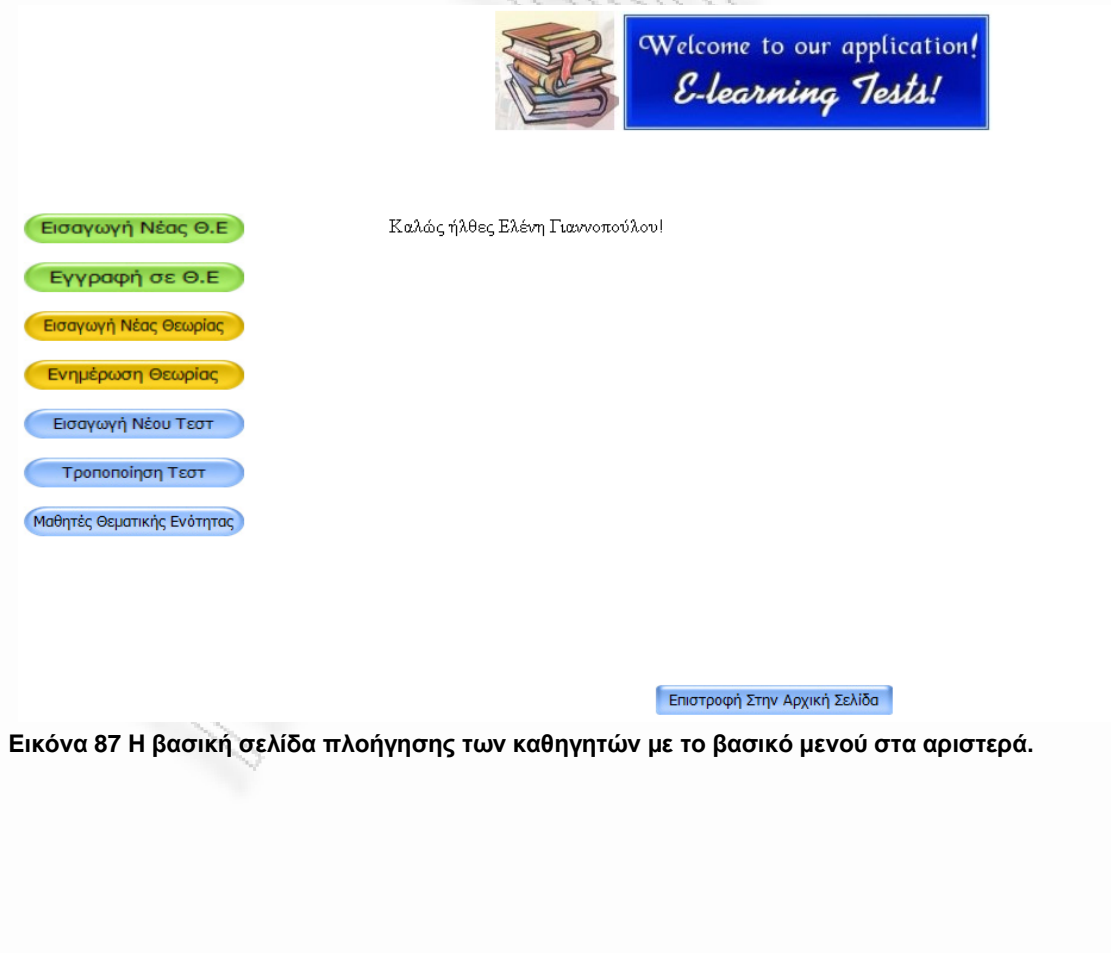 Welcome to our application!
E-learning Tests!
Εισαγωγή Νέας Θ.Ε
Καλώς ήλθες Ελένη Γιαννοπούλου!
Εγγραφή σε Θ.Ε
Εισαγωγή Νέας Θεωρίας
Ενημέρωση Θεωρίας
Εισαγωγή Νέου Τεστ
Τροποποίηση Τεστ
Μαθητές Θεματικής Ενότητας
Επιστροφή Στην Αρχική Σελίδα
Εικόνα 87 Η βασική σελίδα πλοήγησης των καθηγητών με το βασικό μενού στα αριστερά.